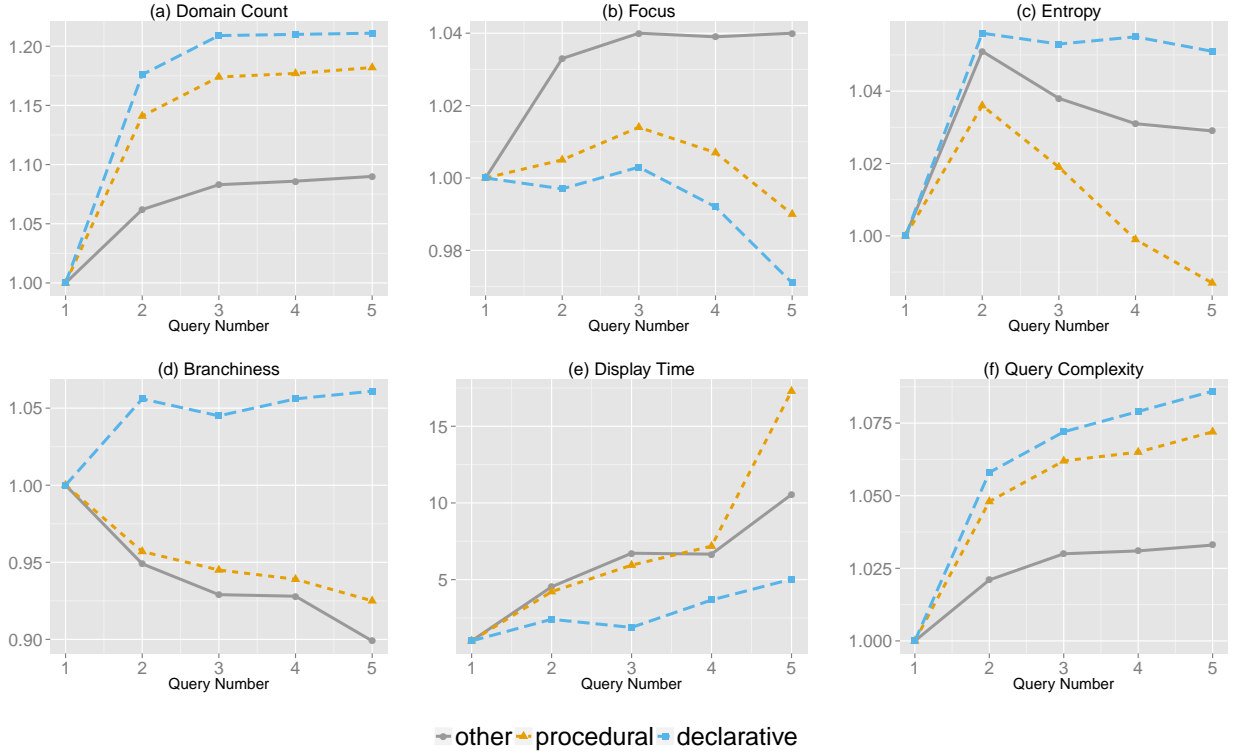 (a) Domain Count
1.20
1.15
1.10
1.05
1.00
1 2 3 4 5
Query Number
(b) Focus
1.04
1.02
1.00
0.98
1 2 3 4 5
Query Number
(c) Entropy
1.04
1.02
1.00
1 2 3 4 5
Query Number
(d) Branchiness
1.05
1.00
0.95
0.90
1 2 3 4 5
Query Number
(e) Display Time
15
10
5
1 2 3 4 5
Query Number
(f) Query Complexity
1.075
1.050
1.025
1.000
1 2 3 4 5
Query Number
other procedural declarative